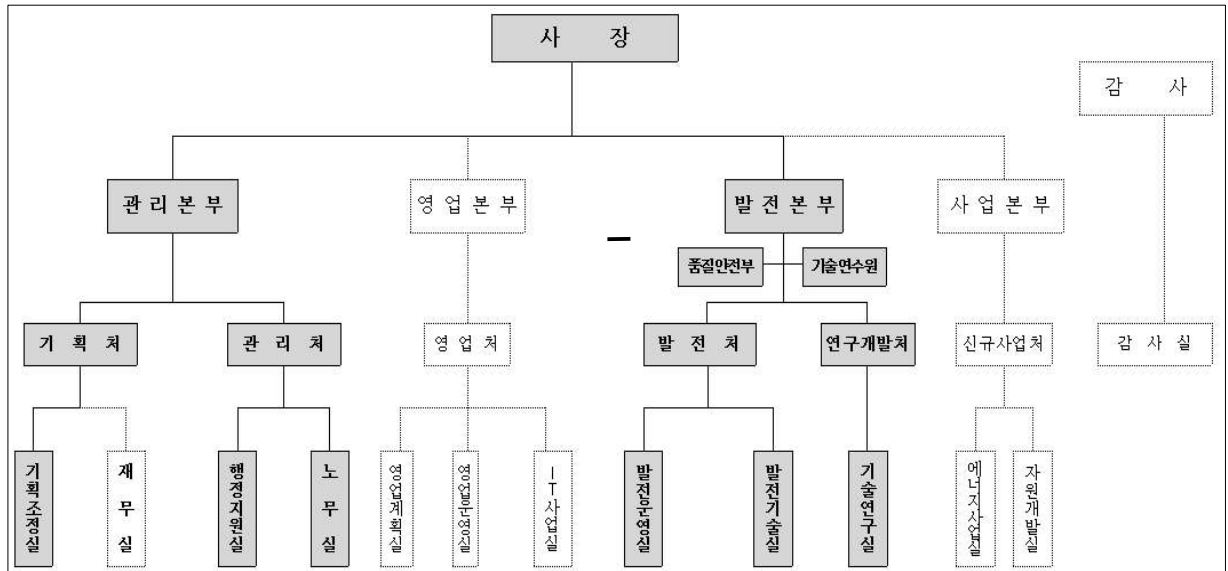 사 장
감 사
관 리 본 부
영 업 본 부
발 전 본 부
사 업 본 부
품질안전부
기술연수원
기 획 처
관 리 처
영 업 처
발 전 처
연구개발처
신규사업처
감 사 실
기획조정실
재무실
행정지원실
노무실
영업계획실
영업운영실
IT사업실
발전운영실
발전기술실
기술연구실
에너지사업실
자원개발실